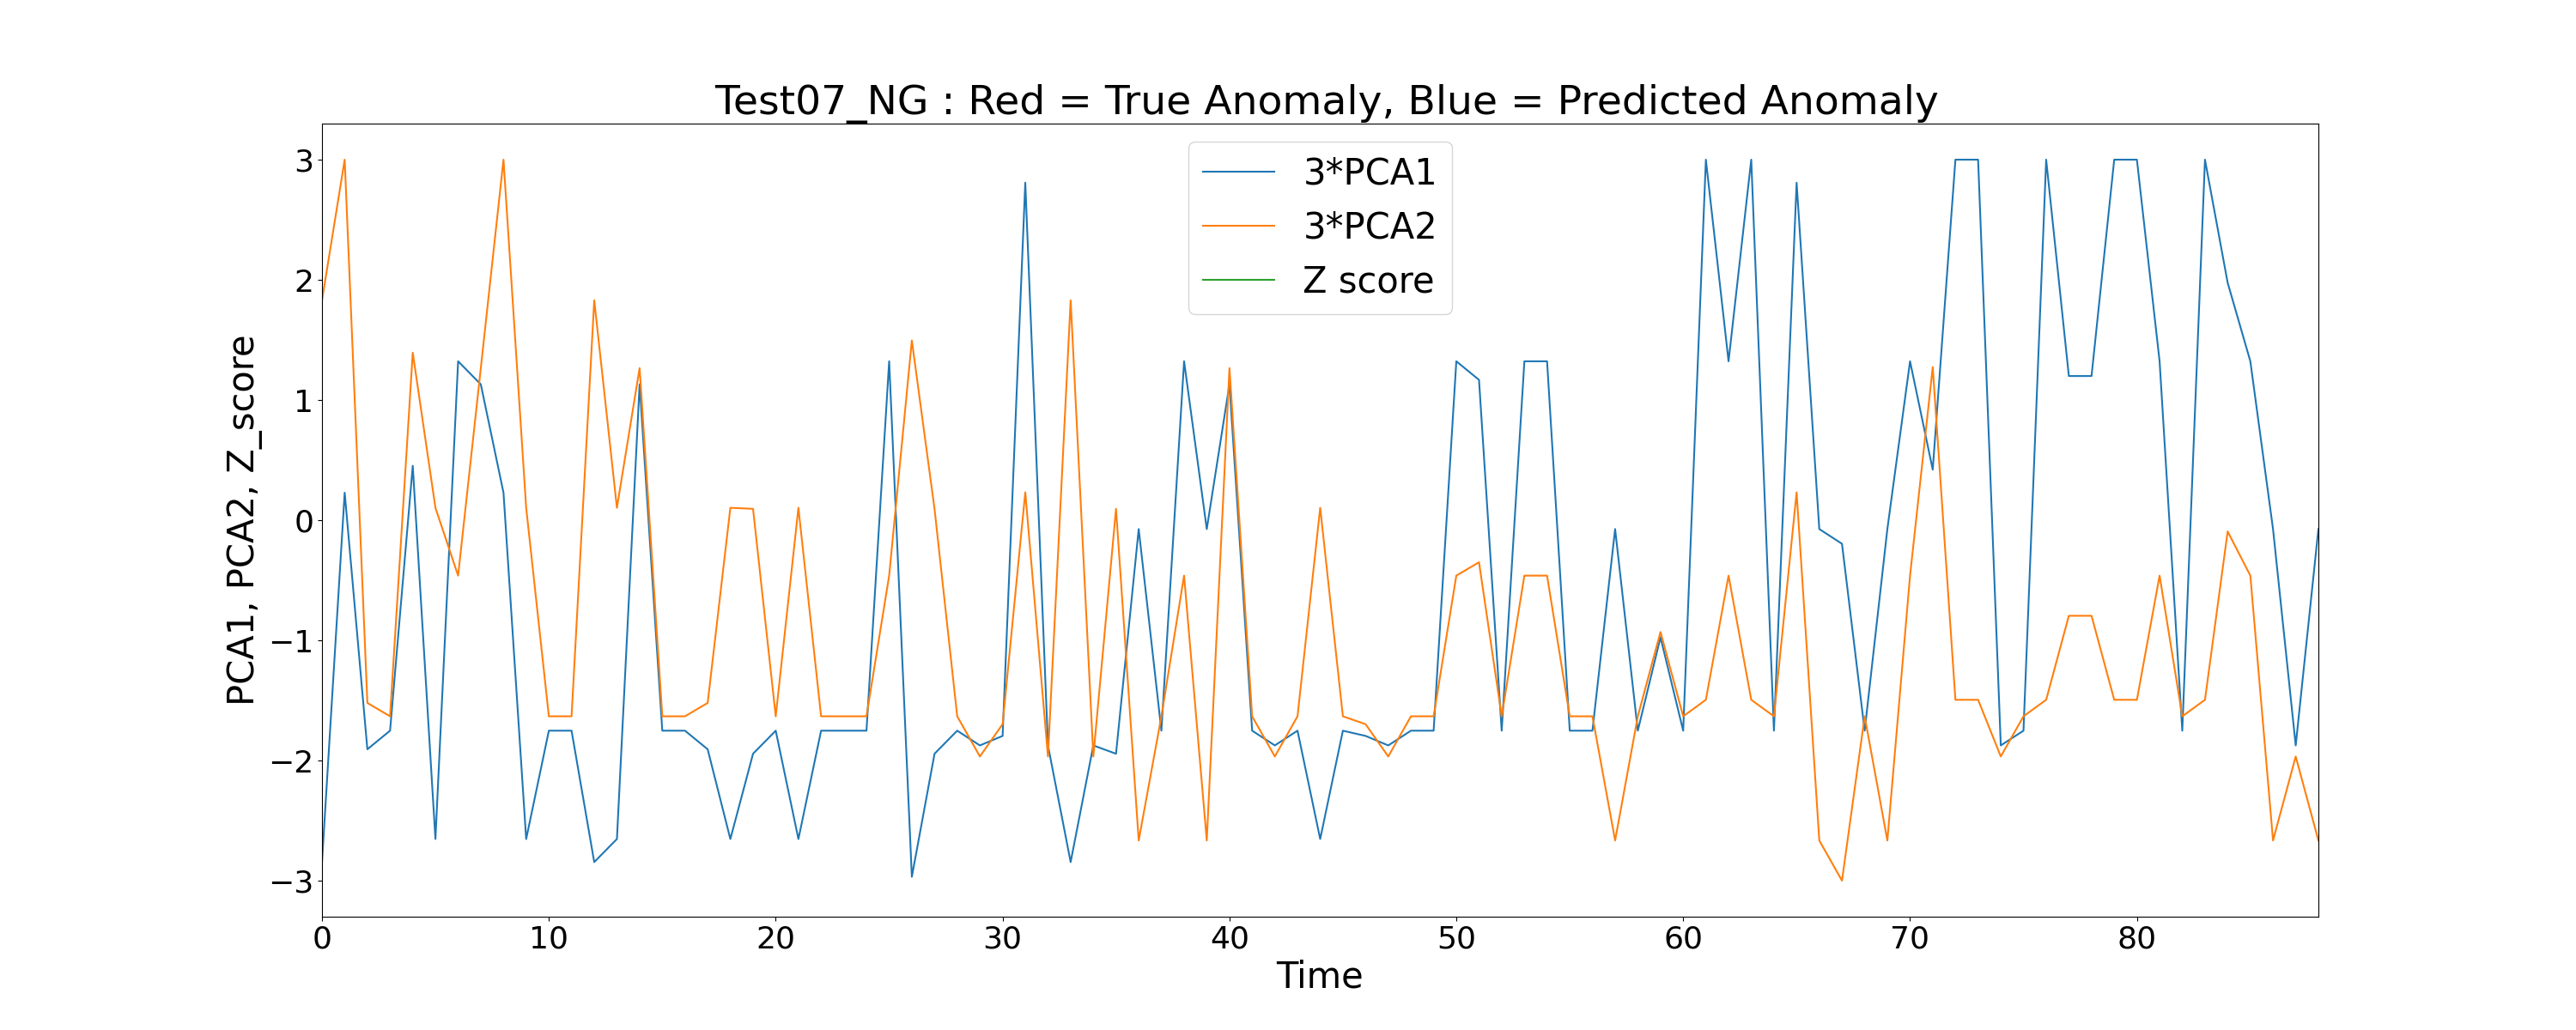 Test07_NG : Red = True Anomaly, Blue = Predicted Anomaly
3*PCA1
3*PCA2
Z score
PCA1, PCA2, Z_score
3
2
1
0
−1
−2
−3
0 10 20 30 40 50 60 70 80
Time